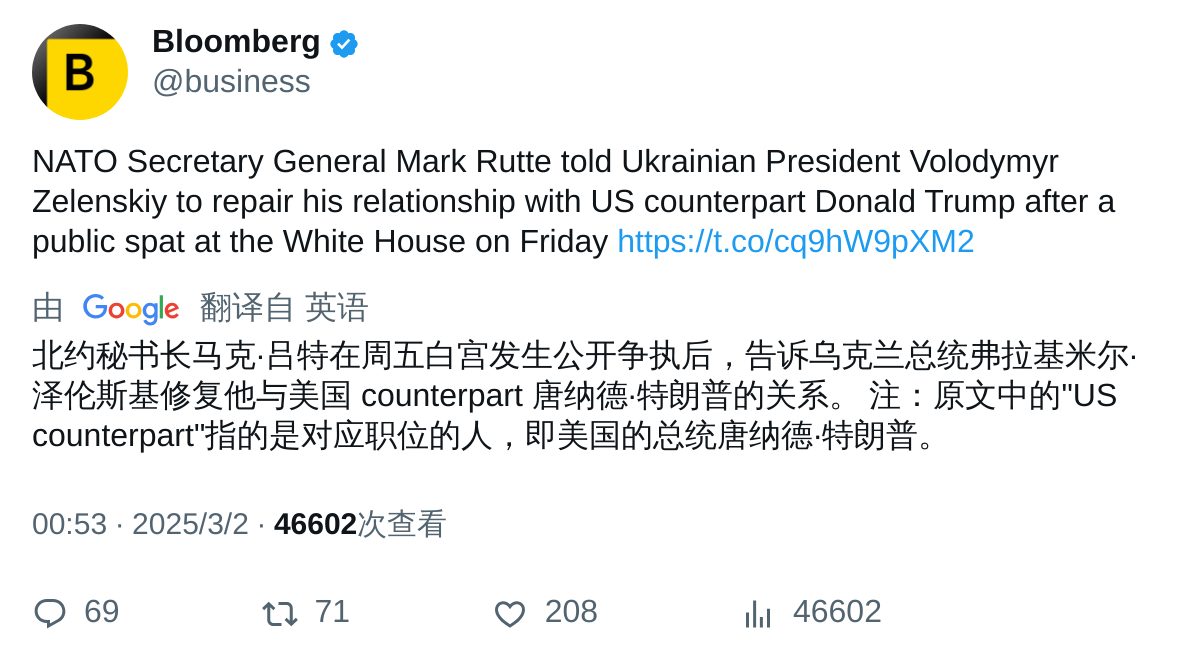 Bloomberg
@business
NATO Secretary General Mark Rutte told Ukrainian President Volodymyr
Zelenskiy to repair his relationship with US counterpart Donald Trump after a
public spat at the White House on Friday https://t.co/cq9hW9pXM2
由 Google 翻译自 英语
北约秘书长马克·吕特在周五白宫发生公开争执后，告诉乌克兰总统弗拉基米尔·
泽伦斯基修复他与美国 counterpart 唐纳德·特朗普的关系。 注：原文中的"US
counterpart"指的是对应职位的人，即美国的总统唐纳德·特朗普。
00:53 · 2025/3/2 · 46602次查看
69 71 208 46602